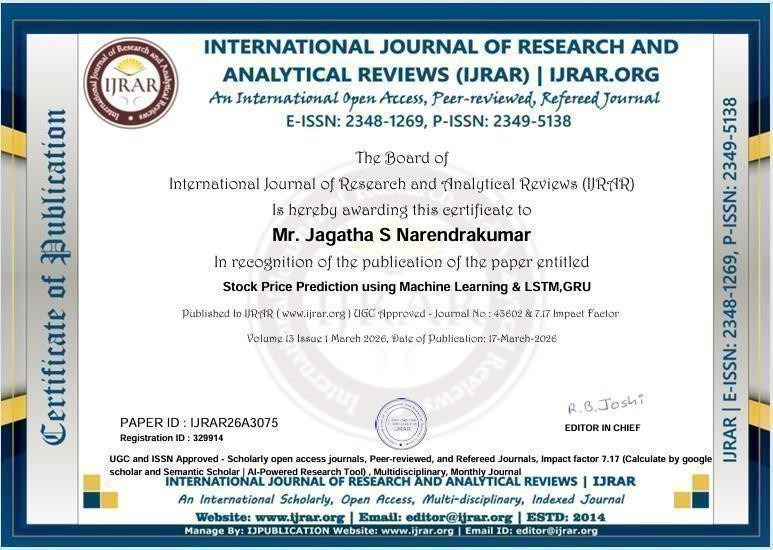 INTERNATIONAL JOURNAL OF RESEARCH AND
ANALYTICAL REVIEWS (IJRAR) | IJRAR.ORG
An International Open Access, Peer-reviewed, Refereed Journal
E-ISSN: 2348-1269, P-ISSN: 2349-5138
International Journal of Research and Analytical Reviews
IJRAR
Certificate of Publication
The Board of
International Journal of Research and Analytical Reviews (IJRAR)
Is hereby awarding this certificate to
Mr. Jagatha S Narendrakumar
In recognition of the publication of the paper entitled
Stock Price Prediction using Machine Learning & LSTM,GRU
Published In IJRAR ( www.ijrar.org ) UGC Approved - Journal No : 43602 & 7.17 Impact Factor
Volume 13 Issue 1 March 2026, Date of Publication: 17-March-2026
PAPER ID : IJRAR26A3075
Registration ID : 329914
R.B.Joshi
EDITOR IN CHIEF
UGC and ISSN Approved - Scholarly open access journals, Peer-reviewed, and Refereed Journals, Impact factor 7.17 (Calculate by google
scholar and Semantic Scholar | AI-Powered Research Tool) , Multidisciplinary, Monthly Journal
INTERNATIONAL JOURNAL OF RESEARCH AND ANALYTICAL REVIEWS | IJRAR
An International Scholarly, Open Access, Multi-disciplinary, Indexed Journal
Website: www.ijrar.org | Email: editor@ijrar.org | ESTD: 2014
Manage By: IJPUBLICATION Website: www.ijrar.org | Email ID: editor@ijrar.org
IJRAR | E-ISSN: 2348-1269, P-ISSN: 2349-5138